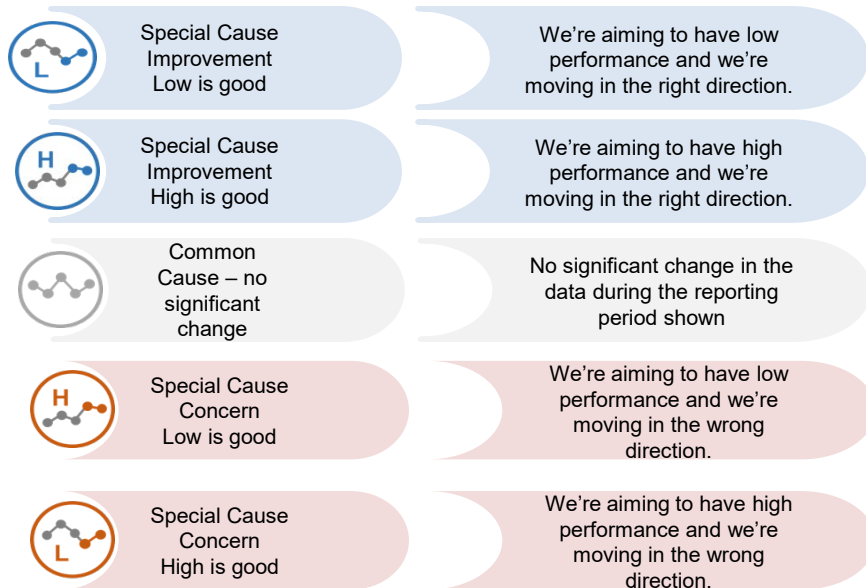 L
Special Cause
Improvement
Low is good
We're aiming to have low
performance and we're
moving in the right direction.
H
Special Cause
Improvement
High is good
We're aiming to have high
performance and we're
moving in the right direction.
Common
Cause – no
significant
change
No significant change in the
data during the reporting
period shown
H
Special Cause
Concern
Low is good
We're aiming to have low
performance and we're
moving in the wrong
direction.
L
Special Cause
Concern
High is good
We're aiming to have high
performance and we're
moving in the wrong
direction.